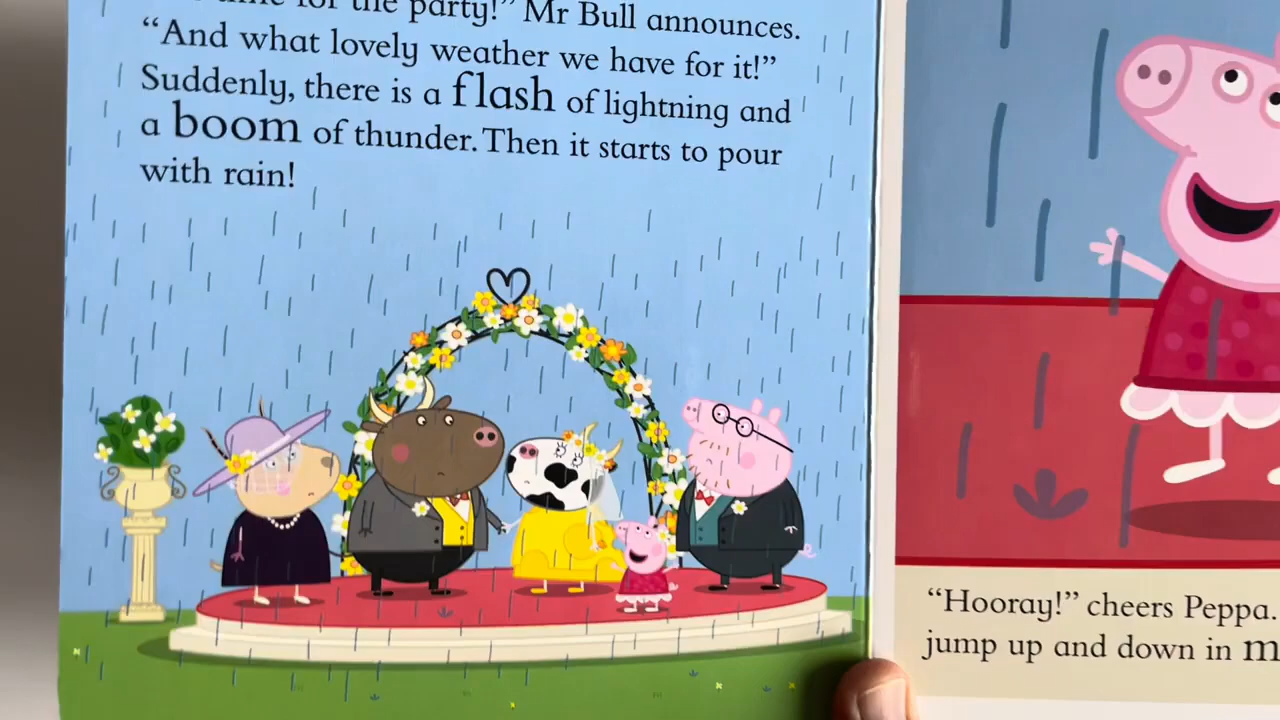 for the party!” Mr Bull announces.
“And what lovely weather we have for it!”
Suddenly, there is a flash of lightning and
a boom of thunder. Then it starts to pour
with rain!
“Hooray!” cheers Peppa.
jump up and down in